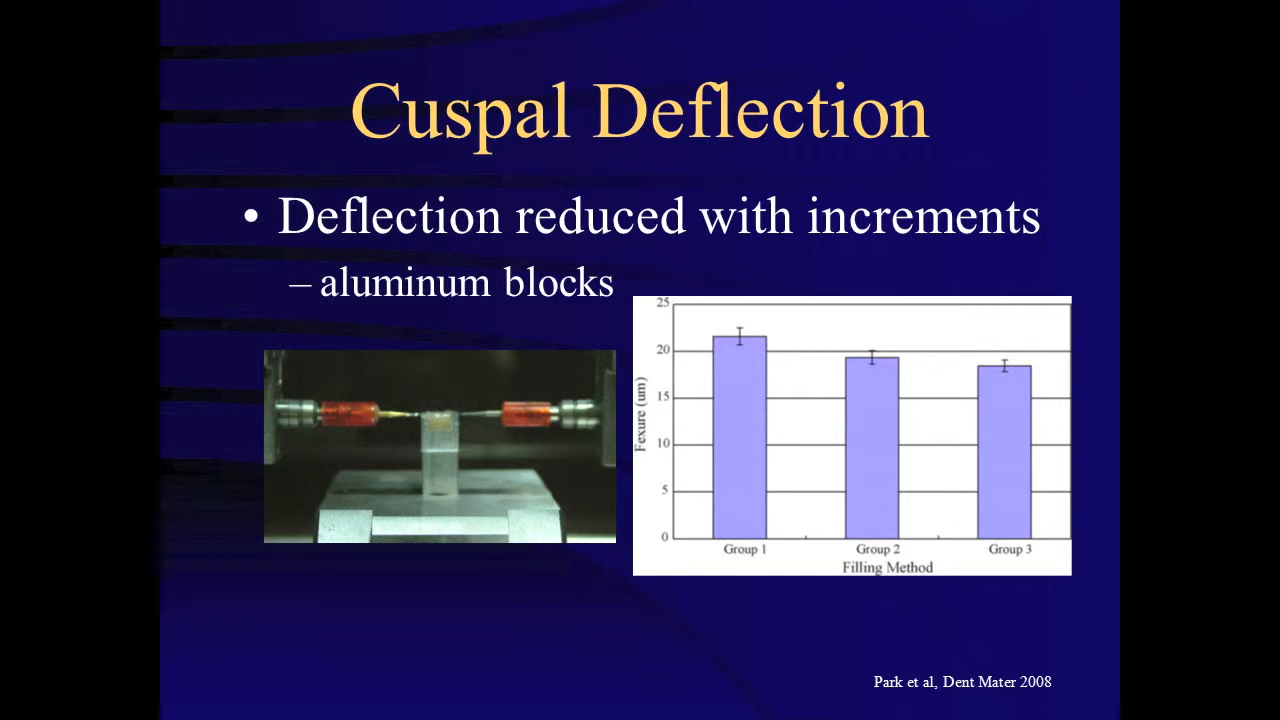 Cuspal Deflection
• Deflection reduced with increments
– aluminum blocks
25
20
15
10
5
0
Fexure (um)
Group 1 Group 2 Group 3
Filling Method
Park et al, Dent Mater 2008